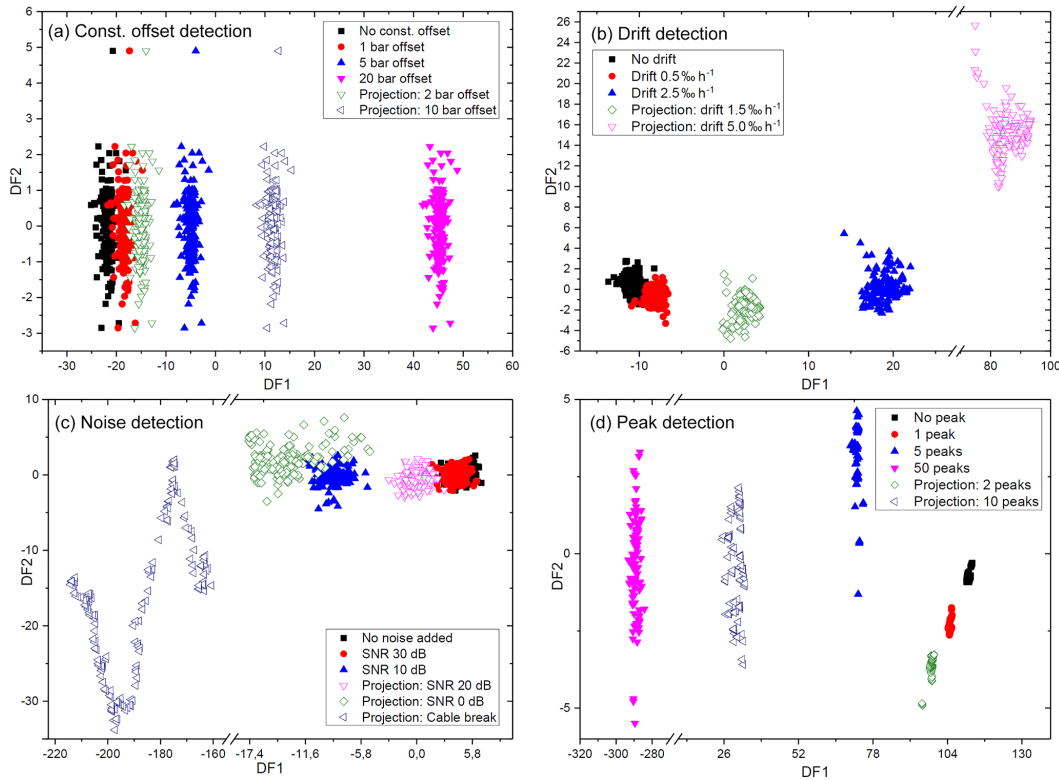 (a) Const. offset detection
No const. offset
1 bar offset
5 bar offset
20 bar offset
Projection: 2 bar offset
Projection: 10 bar offset
6
5
4
3
2
1
0
-1
-2
-3
DF2
-30
-20
-10
0
10
20
30
40
50
60
DF1
(b) Drift detection
No drift
Drift 0.5‰ h-1
Drift 2.5‰ h-1
Projection: drift 1.5‰ h-1
Projection: drift 5.0‰ h-1
26
24
22
20
18
16
14
12
10
8
6
4
2
0
-2
-4
-6
DF2
-10
0
10
20
80
90
100
DF1
(c) Noise detection
No noise added
SNR 30 dB
SNR 10 dB
Projection: SNR 20 dB
Projection: SNR 0 dB
Projection: Cable break
10
0
-10
-20
-30
DF2
-220
-200
-180
-160
-17,4
-11,6
-5,8
0,0
5,8
DF1
(d) Peak detection
No peak
1 peak
5 peaks
50 peaks
Projection: 2 peaks
Projection: 10 peaks
5
0
-5
DF2
-320
-300
-280
26
52
78
104
130
DF1